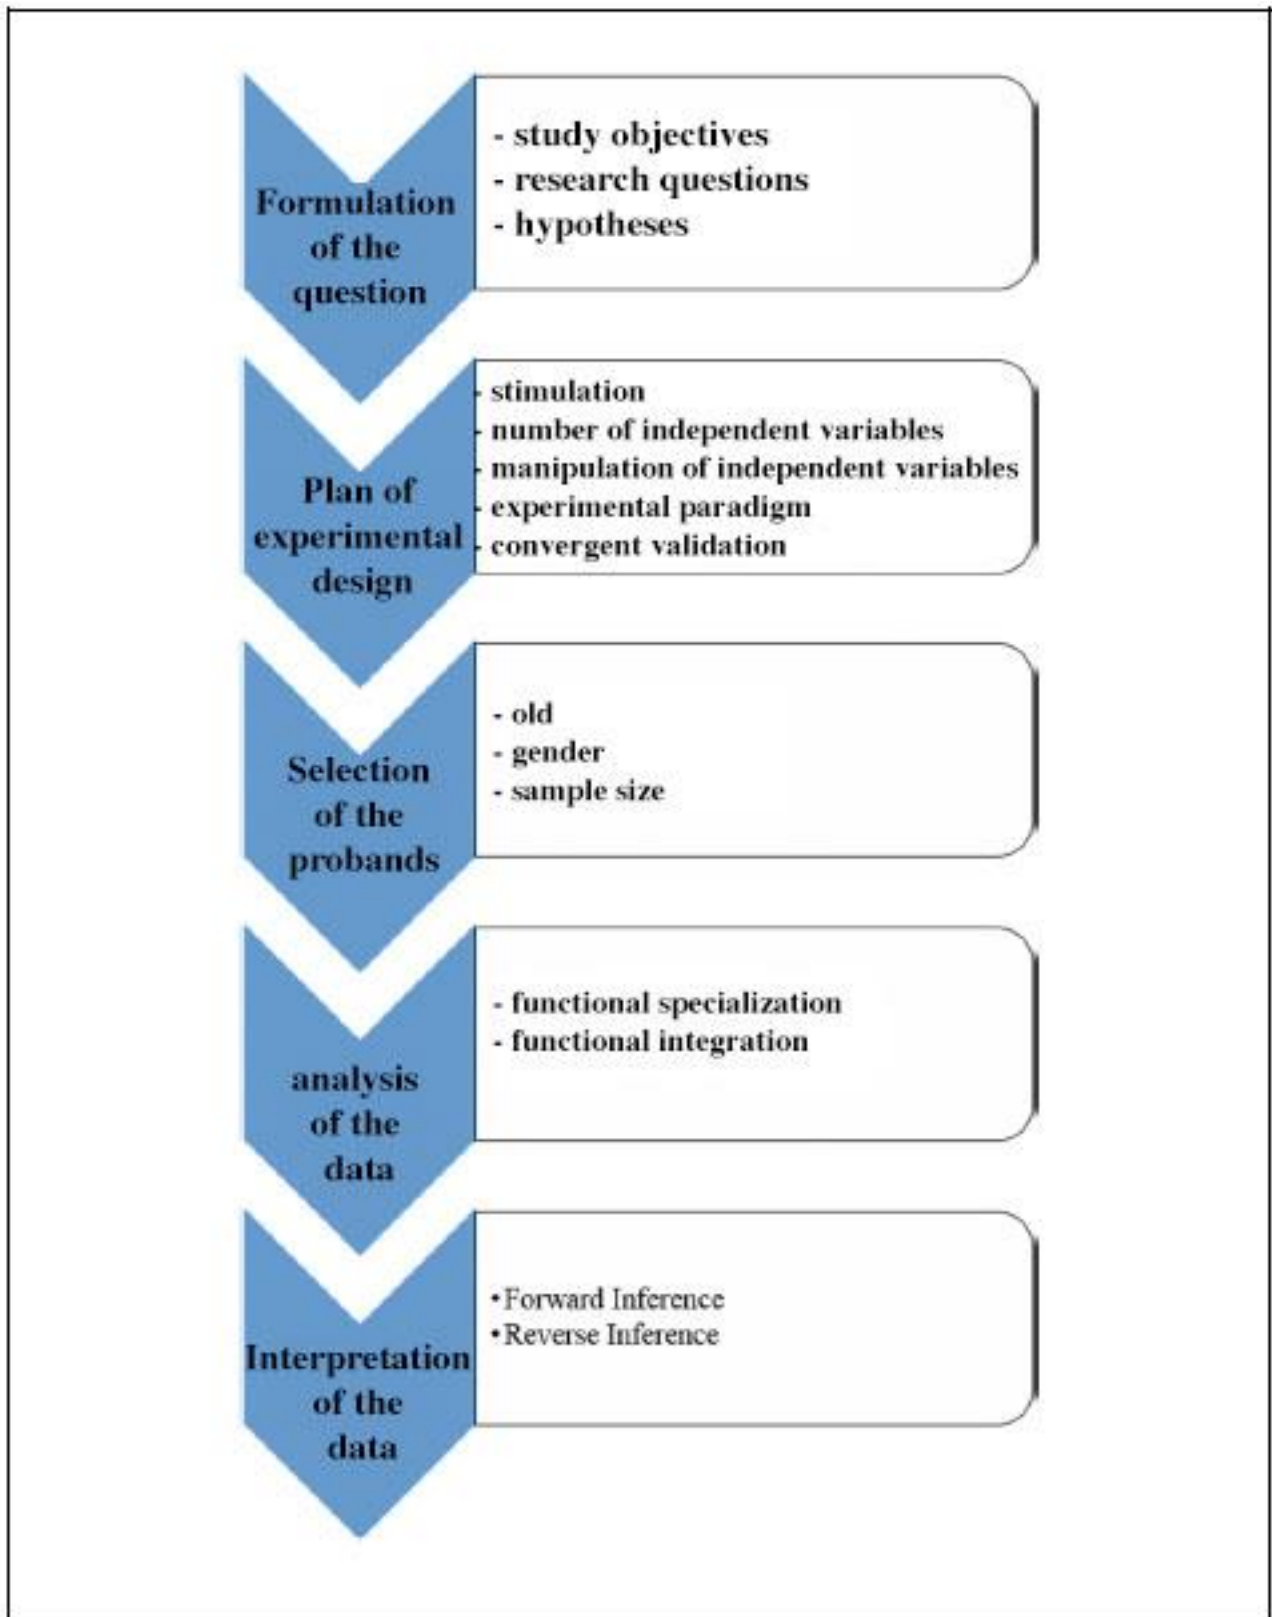 Formulation
of the
question
- study objectives
- research questions
- hypotheses
Plan of
experimental
design
- stimulation
- number of independent variables
- manipulation of independent variables
- experimental paradigm
- convergent validation
Selection
of the
probands
- old
- gender
- sample size
analysis
of the
data
- functional specialization
- functional integration
Interpretation
of the
data
•Forward Inference
•Reverse Inference